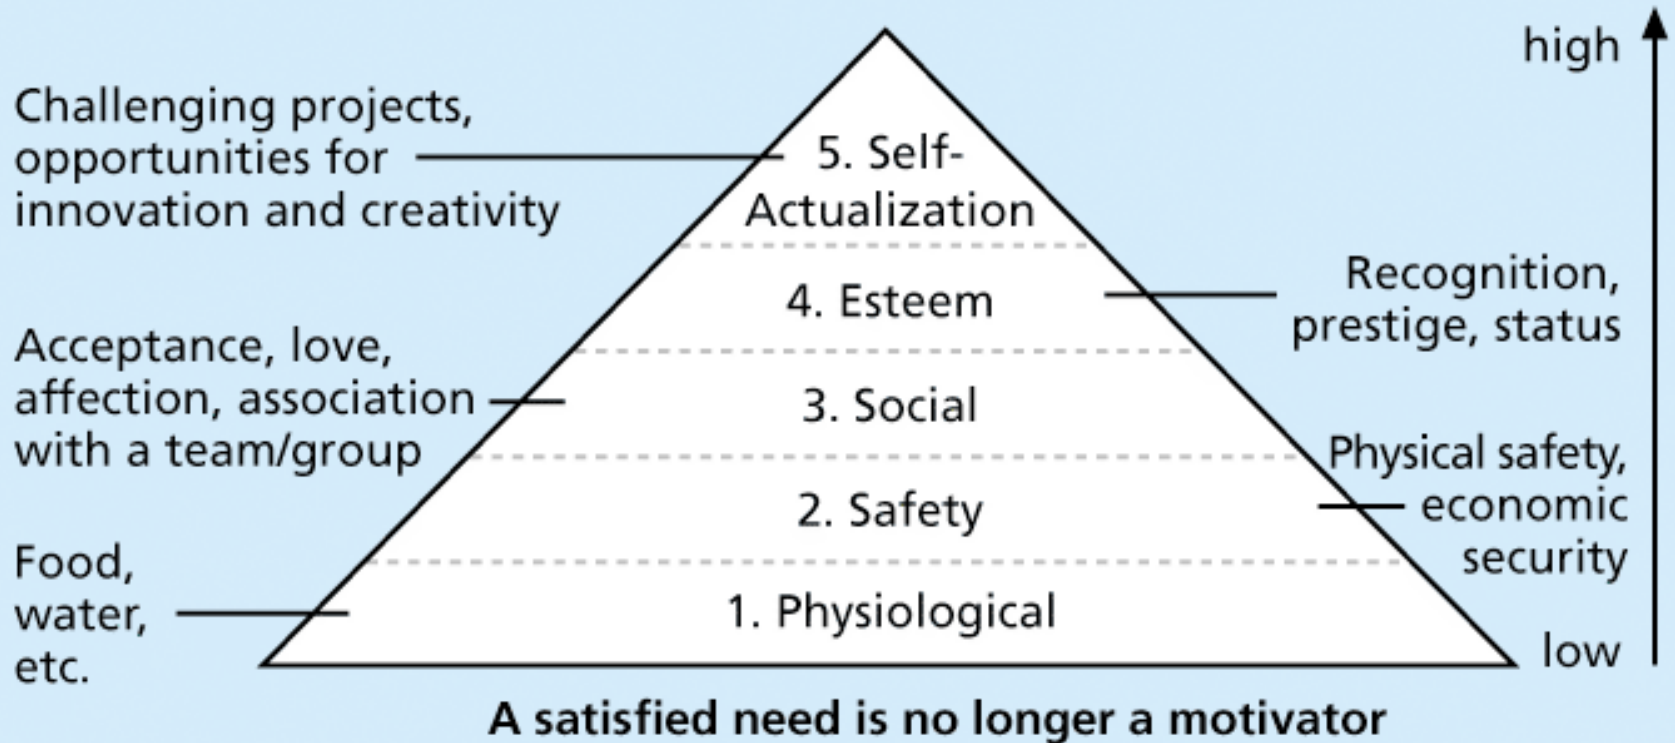 high
Challenging projects,
opportunities for
innovation and creativity
5. Self-
Actualization
Recognition,
prestige, status
4. Esteem
Acceptance, love,
affection, association
with a team/group
3. Social
Physical safety,
economic
security
2. Safety
Food,
water,
etc.
1. Physiological
low
A satisfied need is no longer a motivator